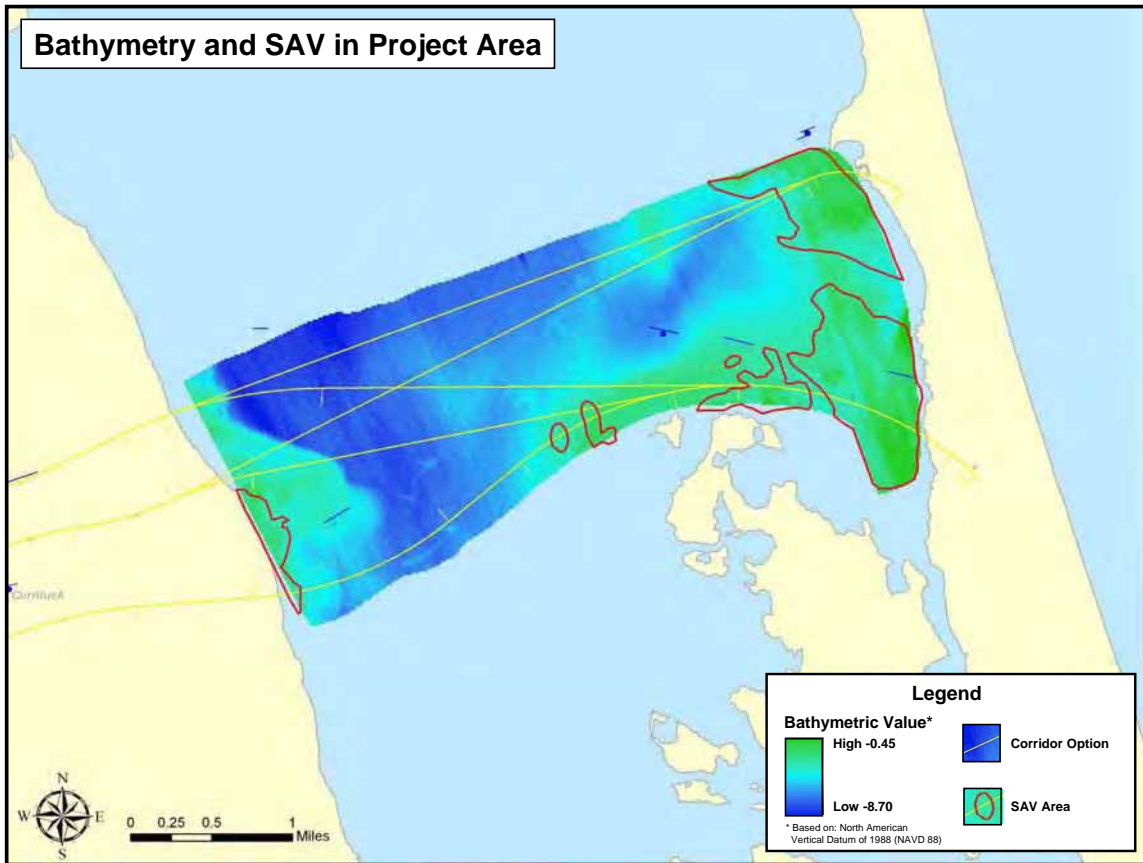 Bathymetry and SAV in Project Area
Currituck
N
W E
S
0 0.25 0.5 1
Miles
Legend
Bathymetric Value*
High -0.45
Low -8.70
* Based on: North American
Vertical Datum of 1988 (NAVD 88)
Corridor Option
SAV Area